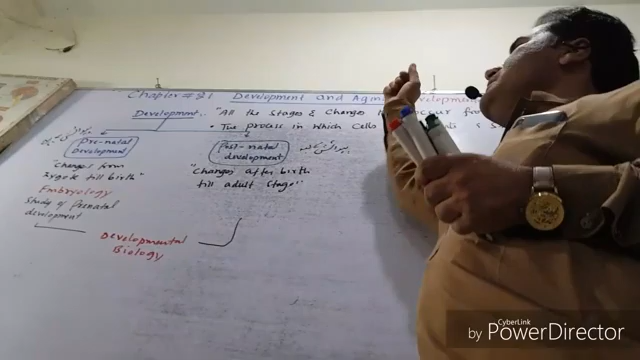 Chapter # 21 Development and Aging
Development. "All the Stages & Changes
• The process in which Cells
Pre-natal
Development
Post-natal
development
"Changes from
Zygote till birth"
"Changes after birth
till adult stage"
Embryology
Study of Prenatal
development
Developmental
Biology
CyberLink
by PowerDirector